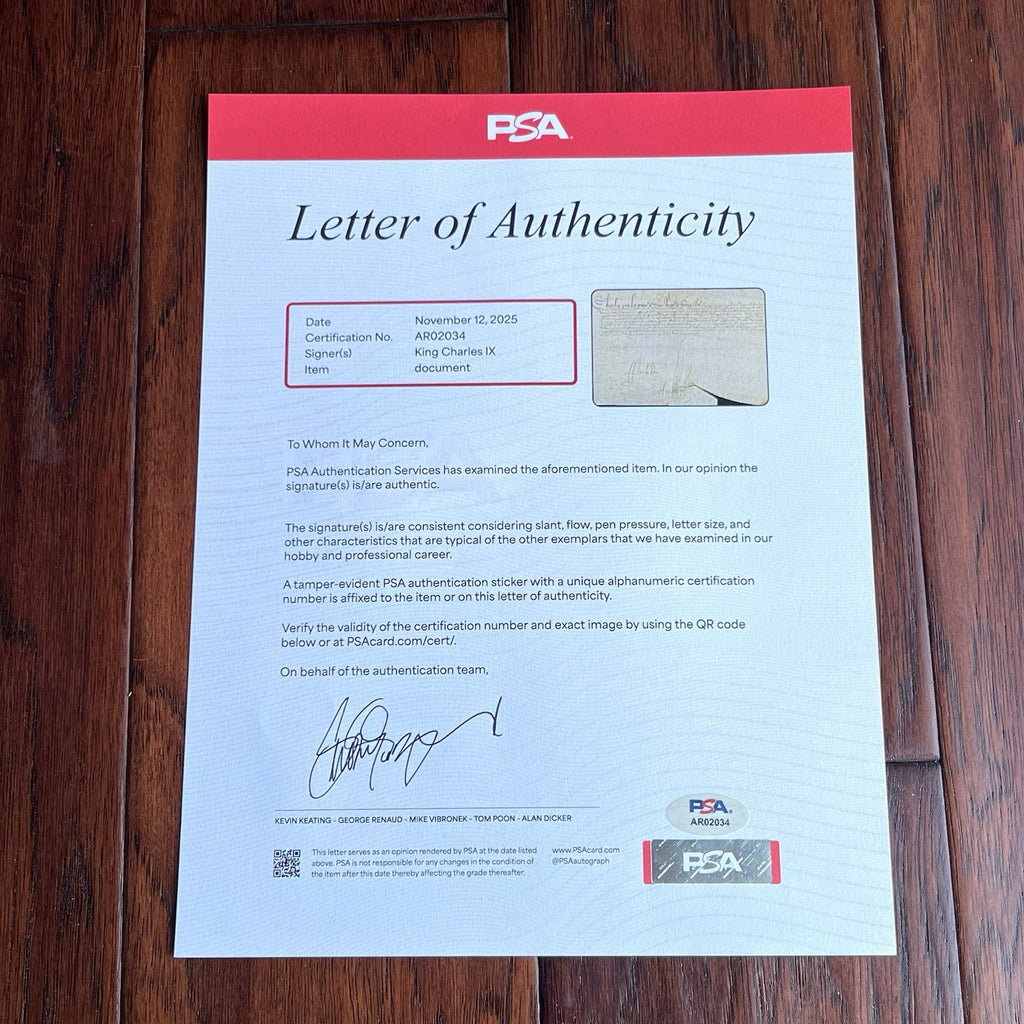 PSA
Letter of Authenticity
Date November 12, 2025
Certification No. AR02034
Signer(s) King Charles IX
Item document
To Whom It May Concern,
PSA Authentication Services has examined the aforementioned item. In our opinion the
signature(s) is/are authentic.
The signature(s) is/are consistent considering slant, flow, pen pressure, letter size, and
other characteristics that are typical of the other exemplars that we have examined in our
hobby and professional career.
A tamper-evident PSA authentication sticker with a unique alphanumeric certification
number is affixed to the item or on this letter of authenticity.
Verify the validity of the certification number and exact image by using the QR code
below or at PSAcard.com/cert/.
On behalf of the authentication team,
KEVIN KEATING - GEORGE RENAUD - MIKE VIBRONEK - TOM POON - ALAN DICKER
This letter serves as an opinion rendered by PSA at the date listed
above. PSA is not responsible for any changes in the condition of
the item after this date thereby affecting the grade thereafter.
www.PSAcard.com
@PSAautograph
PSA
AR02034
PSA